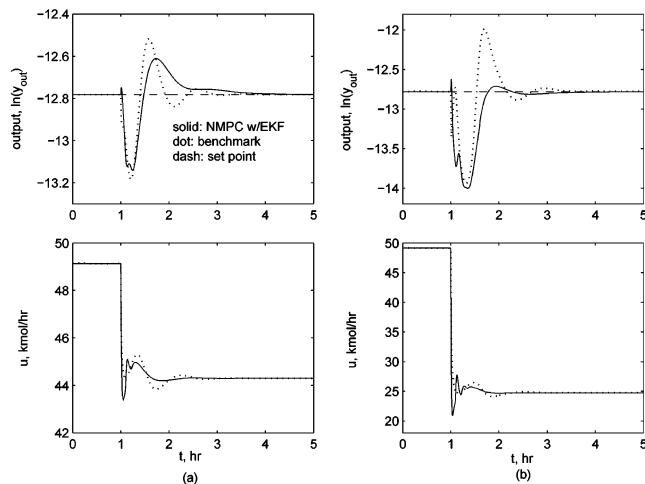 −12.4
−12.6
−12.8
−13
−13.2
output, ln(y_out)
solid: NMPC w/EKF
dot: benchmark
dash: set point
0 1 2 3 4 5
−12
−12.5
−13
−13.5
−14
output, ln(y_out)
0 1 2 3 4 5
50
48
46
44
42
u, kmol/hr
0 1 2 3 4 5
t, hr
(a)
50
45
40
35
30
25
20
u, kmol/hr
0 1 2 3 4 5
t, hr
(b)